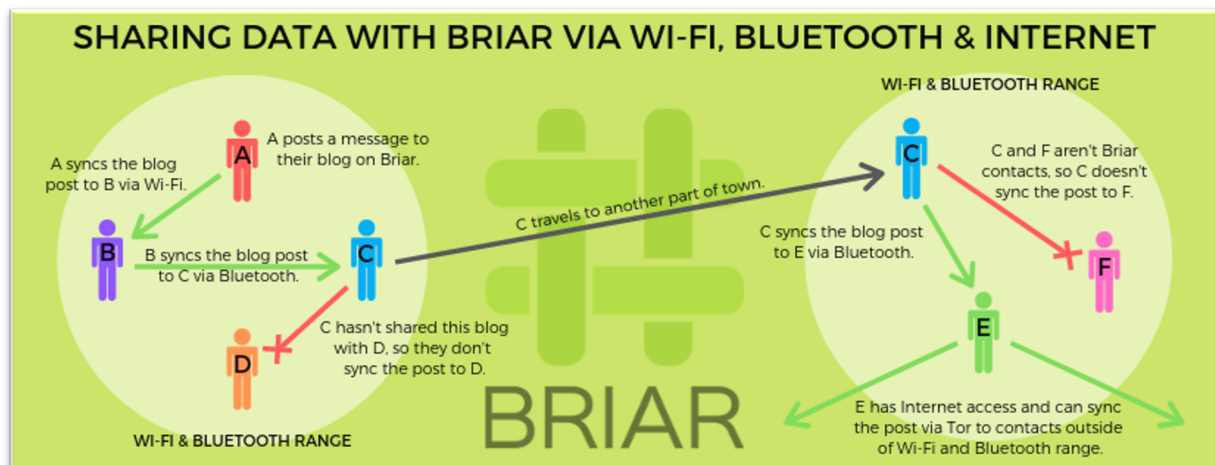 SHARING DATA WITH BRIAR VIA WI-FI, BLUETOOTH & INTERNET
WI-FI & BLUETOOTH RANGE
A
A posts a message to
their blog on Briar.
A syncs the blog
post to B via Wi-Fi.
B
B syncs the blog post
to C via Bluetooth.
C
C hasn't shared this blog
with D, so they don't
sync the post to D.
D
WI-FI & BLUETOOTH RANGE
C travels to another part of town.
BRIAR
C
C and F aren't Briar
contacts, so C doesn't
sync the post to F.
C syncs the blog post
to E via Bluetooth.
F
E
E has Internet access and can sync
the post via Tor to contacts outside
of Wi-Fi and Bluetooth range.